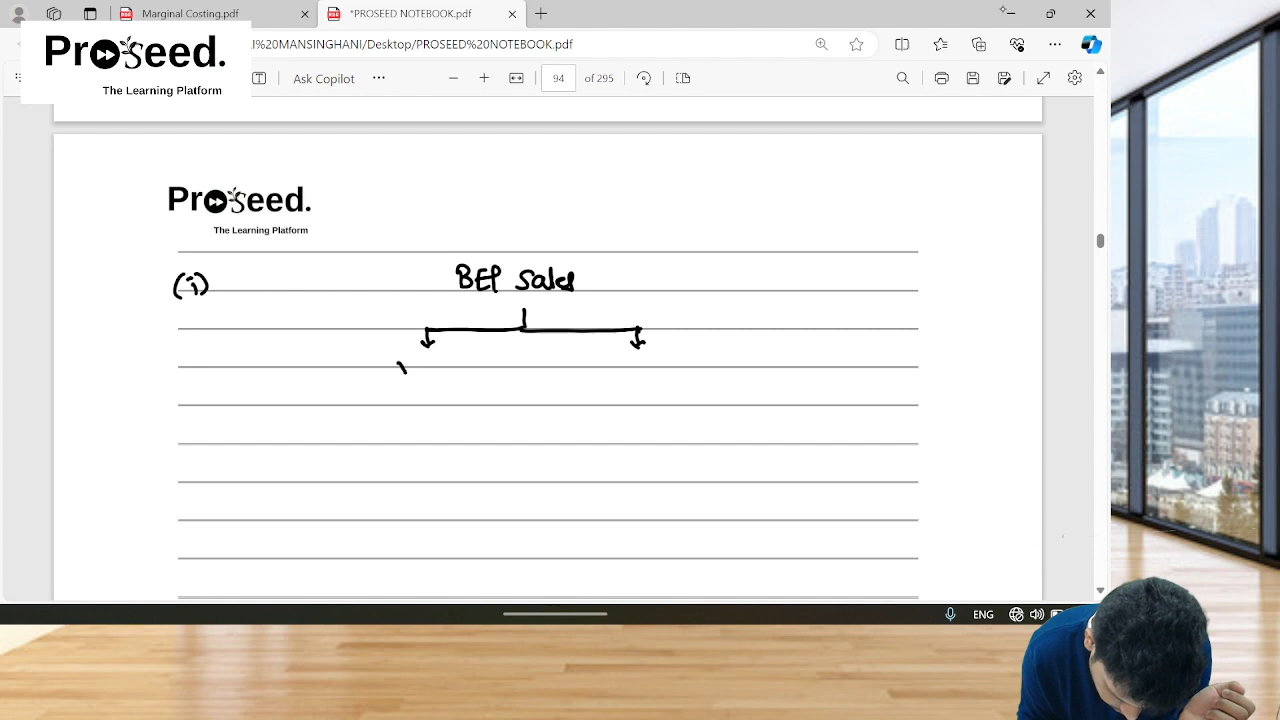 Marginal Costing.pdf
*PROSEED NOTEBOOK.pdf
Proseed.
The Learning Platform
MANSINGHANI/Desktop/PROSEED%20NOTEBOOK.pdf
Ask Copilot
94 of 295
Proseed.
The Learning Platform
(i) BEP Sales
ENG